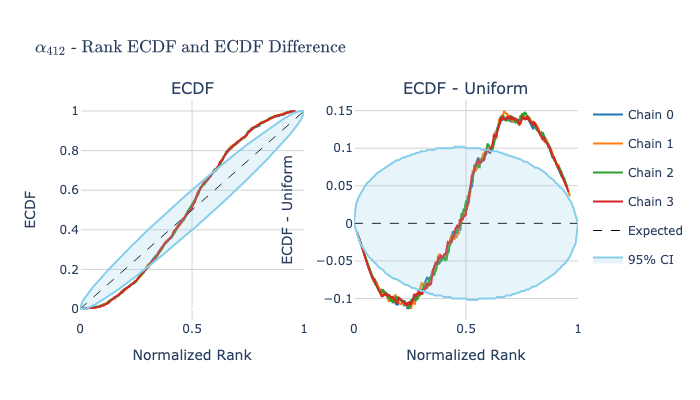 α412 - Rank ECDF and ECDF Difference
ECDF
ECDF - Uniform
1
0.8
0.6
0.4
0.2
0
ECDF
0
0.5
1
Normalized Rank
0.15
0.1
0.05
0
−0.05
−0.1
ECDF - Uniform
0
0.5
1
Normalized Rank
Chain 0
Chain 1
Chain 2
Chain 3
Expected
95% CI